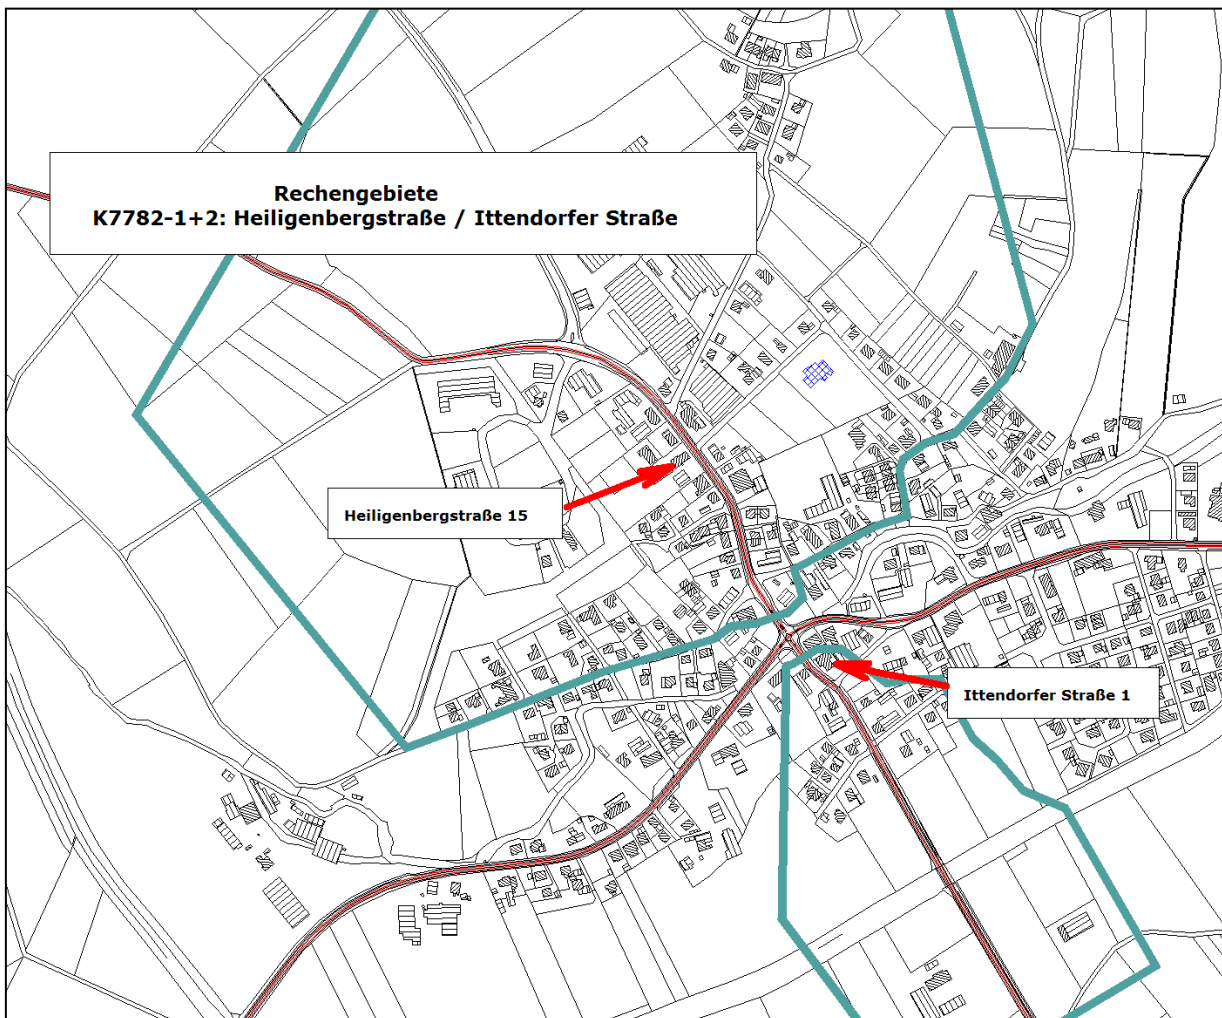 Rechengebiete
K7782-1+2: Heiligenbergstraße / Ittendorfer Straße
Heiligenbergstraße 15
Ittendorfer Straße 1